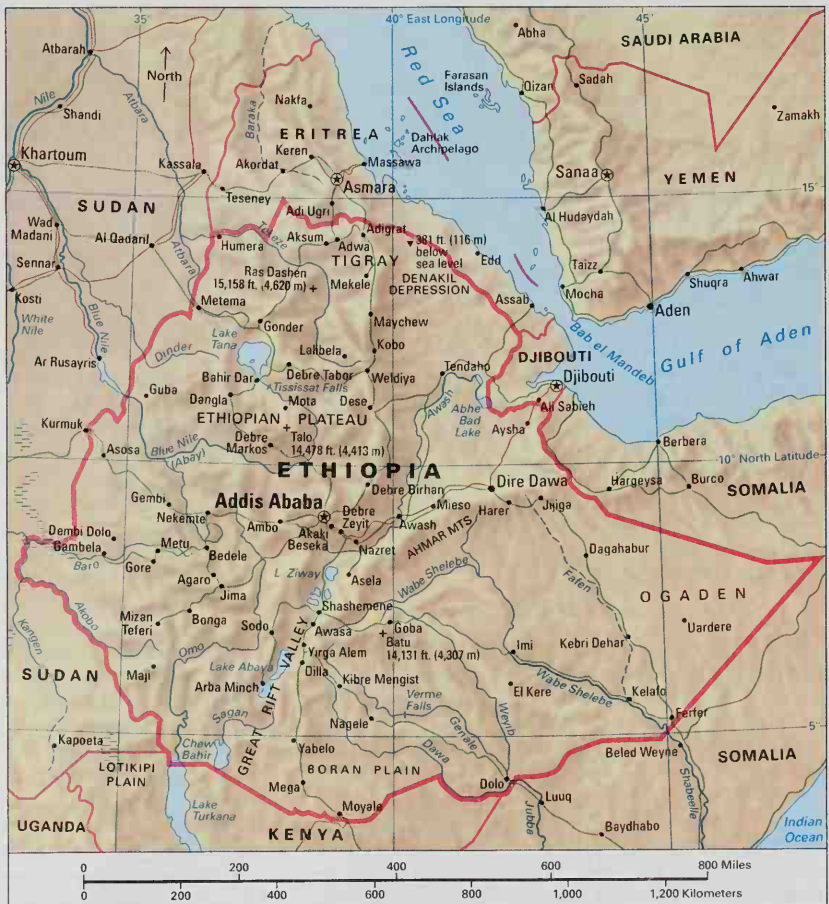 35°
40° East Longitude
45°
Abha
SAUDI ARABIA
Atbarah
North
Red Sea
Farasan
Islands
Qizan
Sadah
Nile
Atbara
Nakfa
Zamakh
Shandi
Baraka
ERITREA
Dahlak
Archipelago
Khartoum
Keren
Massawa
Kassala
Akordat
Asmara
Sanaa
YEMEN
Teseney
15°
SUDAN
Adi Ugri
Al Hudaydah
Wad
Madani
Al Qadarif
Atbara
Humera
Tekeze
Aksum
Adwa
Adigrat
381 ft. (116 m)
below
sea level
Edd
TIGRAY
Sennar
Ras Dashen
15,158 ft. (4,620 m)
Mekele
DENAKIL
DEPRESSION
Taizz
Shuqra
Ahwar
Kosti
Metema
Assab
Mocha
Aden
White
Nile
Blue Nile
Gonder
Maychew
Bab el Mandeb
Gulf of Aden
Lake
Tana
Lalibela
Kobo
Ar Rusayris
Dinder
Debre Tabor
Weldiya
Tendaho
DJIBOUTI
Djibouti
Bahir Dar
Tississat Falls
Guba
Dangla
Mota
Dese
Awash
Abhe
Bad
Lake
Ali Sabieh
ETHIOPIAN PLATEAU
Kurmuk
Talo
14,478 ft. (4,413 m)
Aysha
Debre
Markos
Berbera
Asosa
Blue Nile
(Abay)
ETHIOPIA
10° North Latitude
Debre Birhan
Dire Dawa
Hargeysa
Burco
SOMALIA
Gembi
Addis Ababa
Mieso
Harer
Jijiga
Nekemte
Ambo
Debre
Zeyit
Awash
Dembi Dolo
Akaki
Beseka
Nazret
AHMAR MTS
Gambela
Metu
Bedele
Dagahabur
Baro
Gore
L Ziway
Asela
Wabe Shebele
Fafen
Agaro
Jima
OGADEN
Akobo
Shashemene
Mizan
Teferi
Bonga
Awasa
Goba
Uardere
Kangen
Sodo
Batu
14,131 ft. (4,307 m)
Imi
Kebri Dehar
Omo
Yirga Alem
SUDAN
Maji
Lake Abaya
Dilla
Arba Minch
Kibre Mengist
El Kere
Wabe Shebele
Kelafo
GREAT RIFT VALLEY
Verme
Falls
Weyib
Ferfer
Sagan
Nagele
Genale
Kapoeta
Chew
Bahir
Yabelo
Dawa
Beled Weyne
SOMALIA
LOTIKIPI
PLAIN
BORAN PLAIN
5°
Shabeelle
Mega
Dolo
Luuq
Lake
Turkana
Moyale
Jubba
Baydhabo
Indian
Ocean
UGANDA
KENYA
0 200 400 600 800 Miles
0 200 400 600 800 1,000 1,200 Kilometers